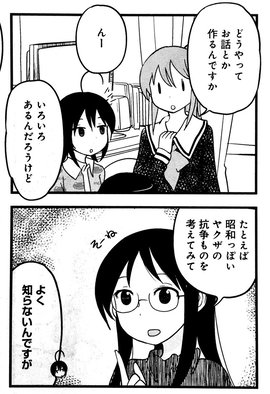 どうやって
お話とか
作るんですか
んー
いろいろ
あるんだろうけど
たとえば
昭和っぽい
ヤクザの
抗争ものを
考えてみて
えーね
よく
知らないんですが